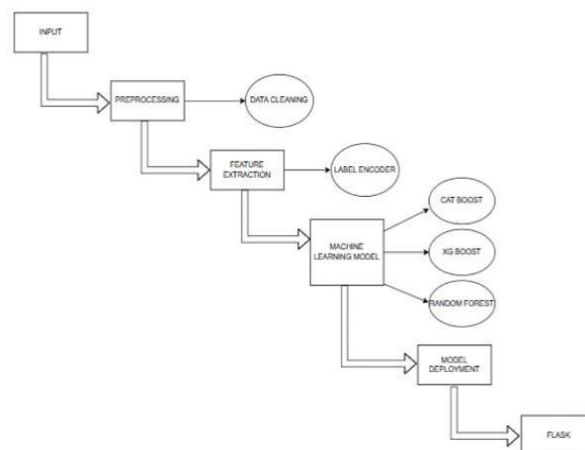 INPUT
PREPROCESSING
DATA CLEANING
FEATURE
EXTRACTION
LABEL ENCODER
CAT BOOST
MACHINE
LEARNING MODEL
XG BOOST
RANDOM FOREST
MODEL
DEPLOYMENT
FLASK